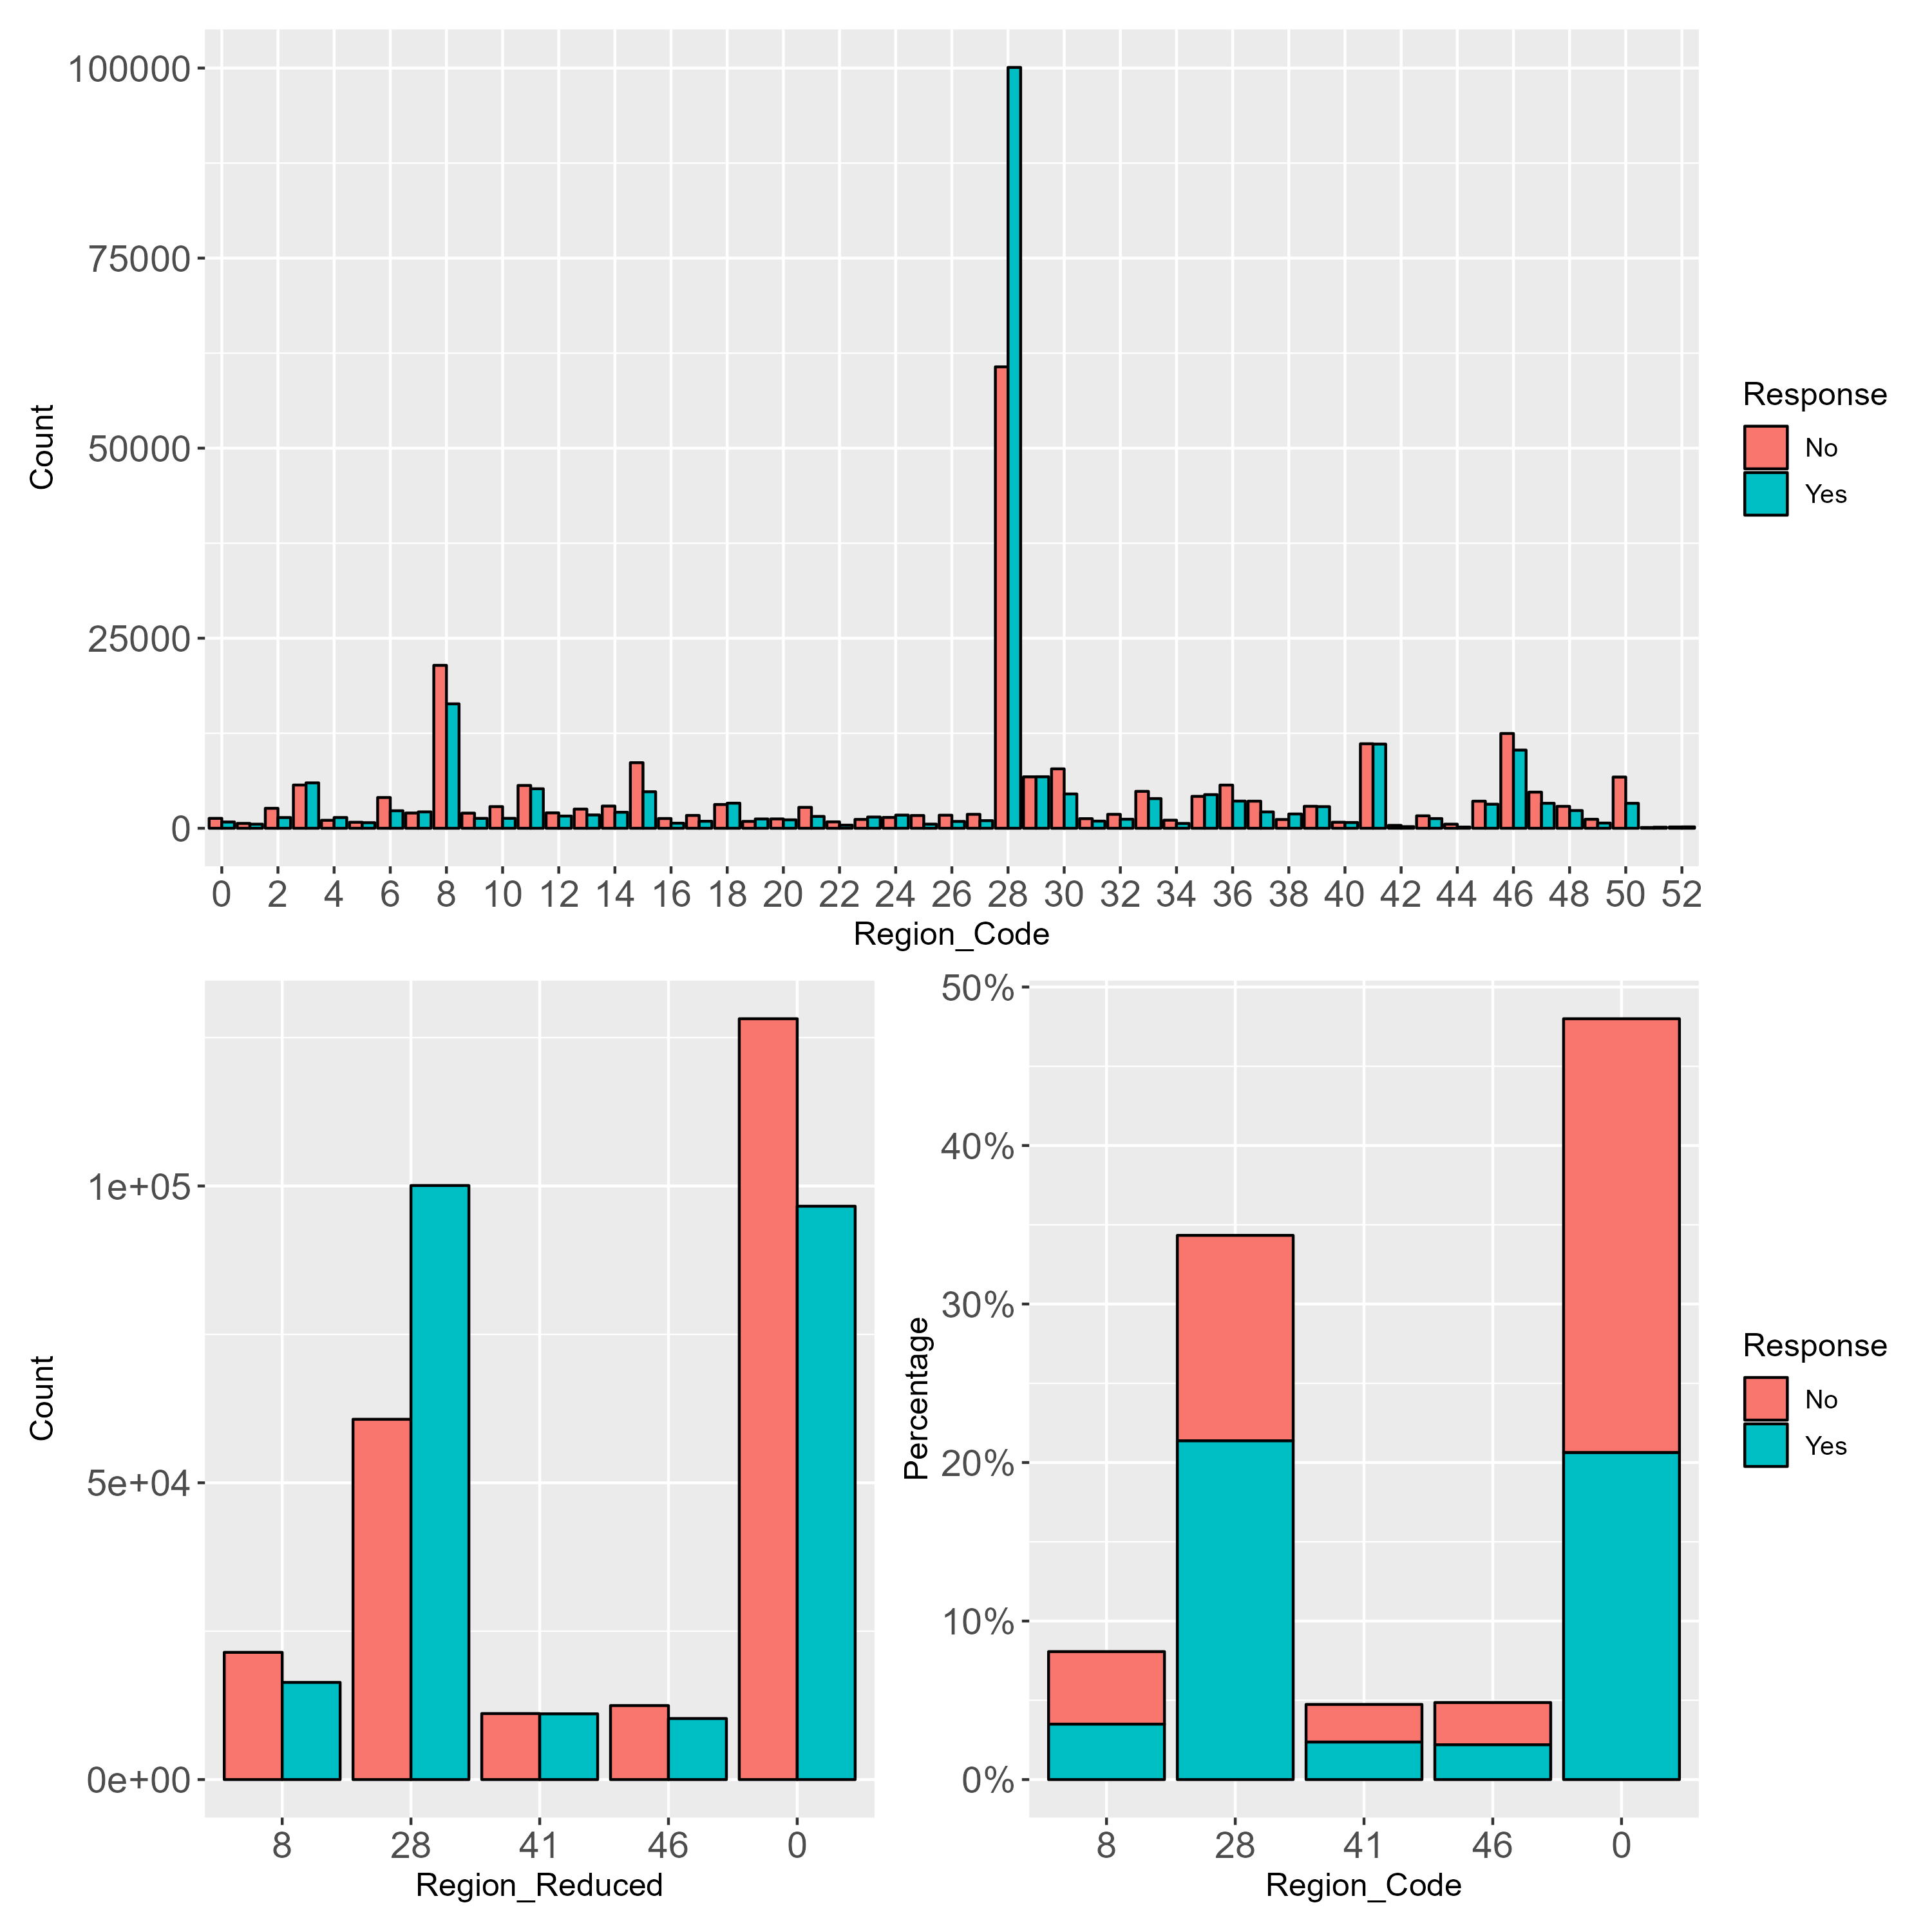 100000
75000
50000
25000
0
Count
0 2 4 6 8 10 12 14 16 18 20 22 24 26 28 30 32 34 36 38 40 42 44 46 48 50 52
Region_Code
Response
No
Yes
1e+05
5e+04
0e+00
Count
8 28 41 46 0
Region_Reduced
50%
40%
30%
20%
10%
0%
Percentage
8 28 41 46 0
Region_Code
Response
No
Yes